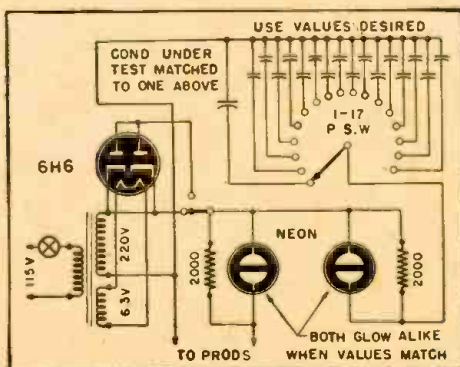 USE VALUES DESIRED
COND UNDER
TEST MATCHED
TO ONE ABOVE
1-17
P S.W
6H6
115V
220V
6.3V
2000
NEON
2000
TO PRODS
BOTH GLOW ALIKE
WHEN VALUES MATCH